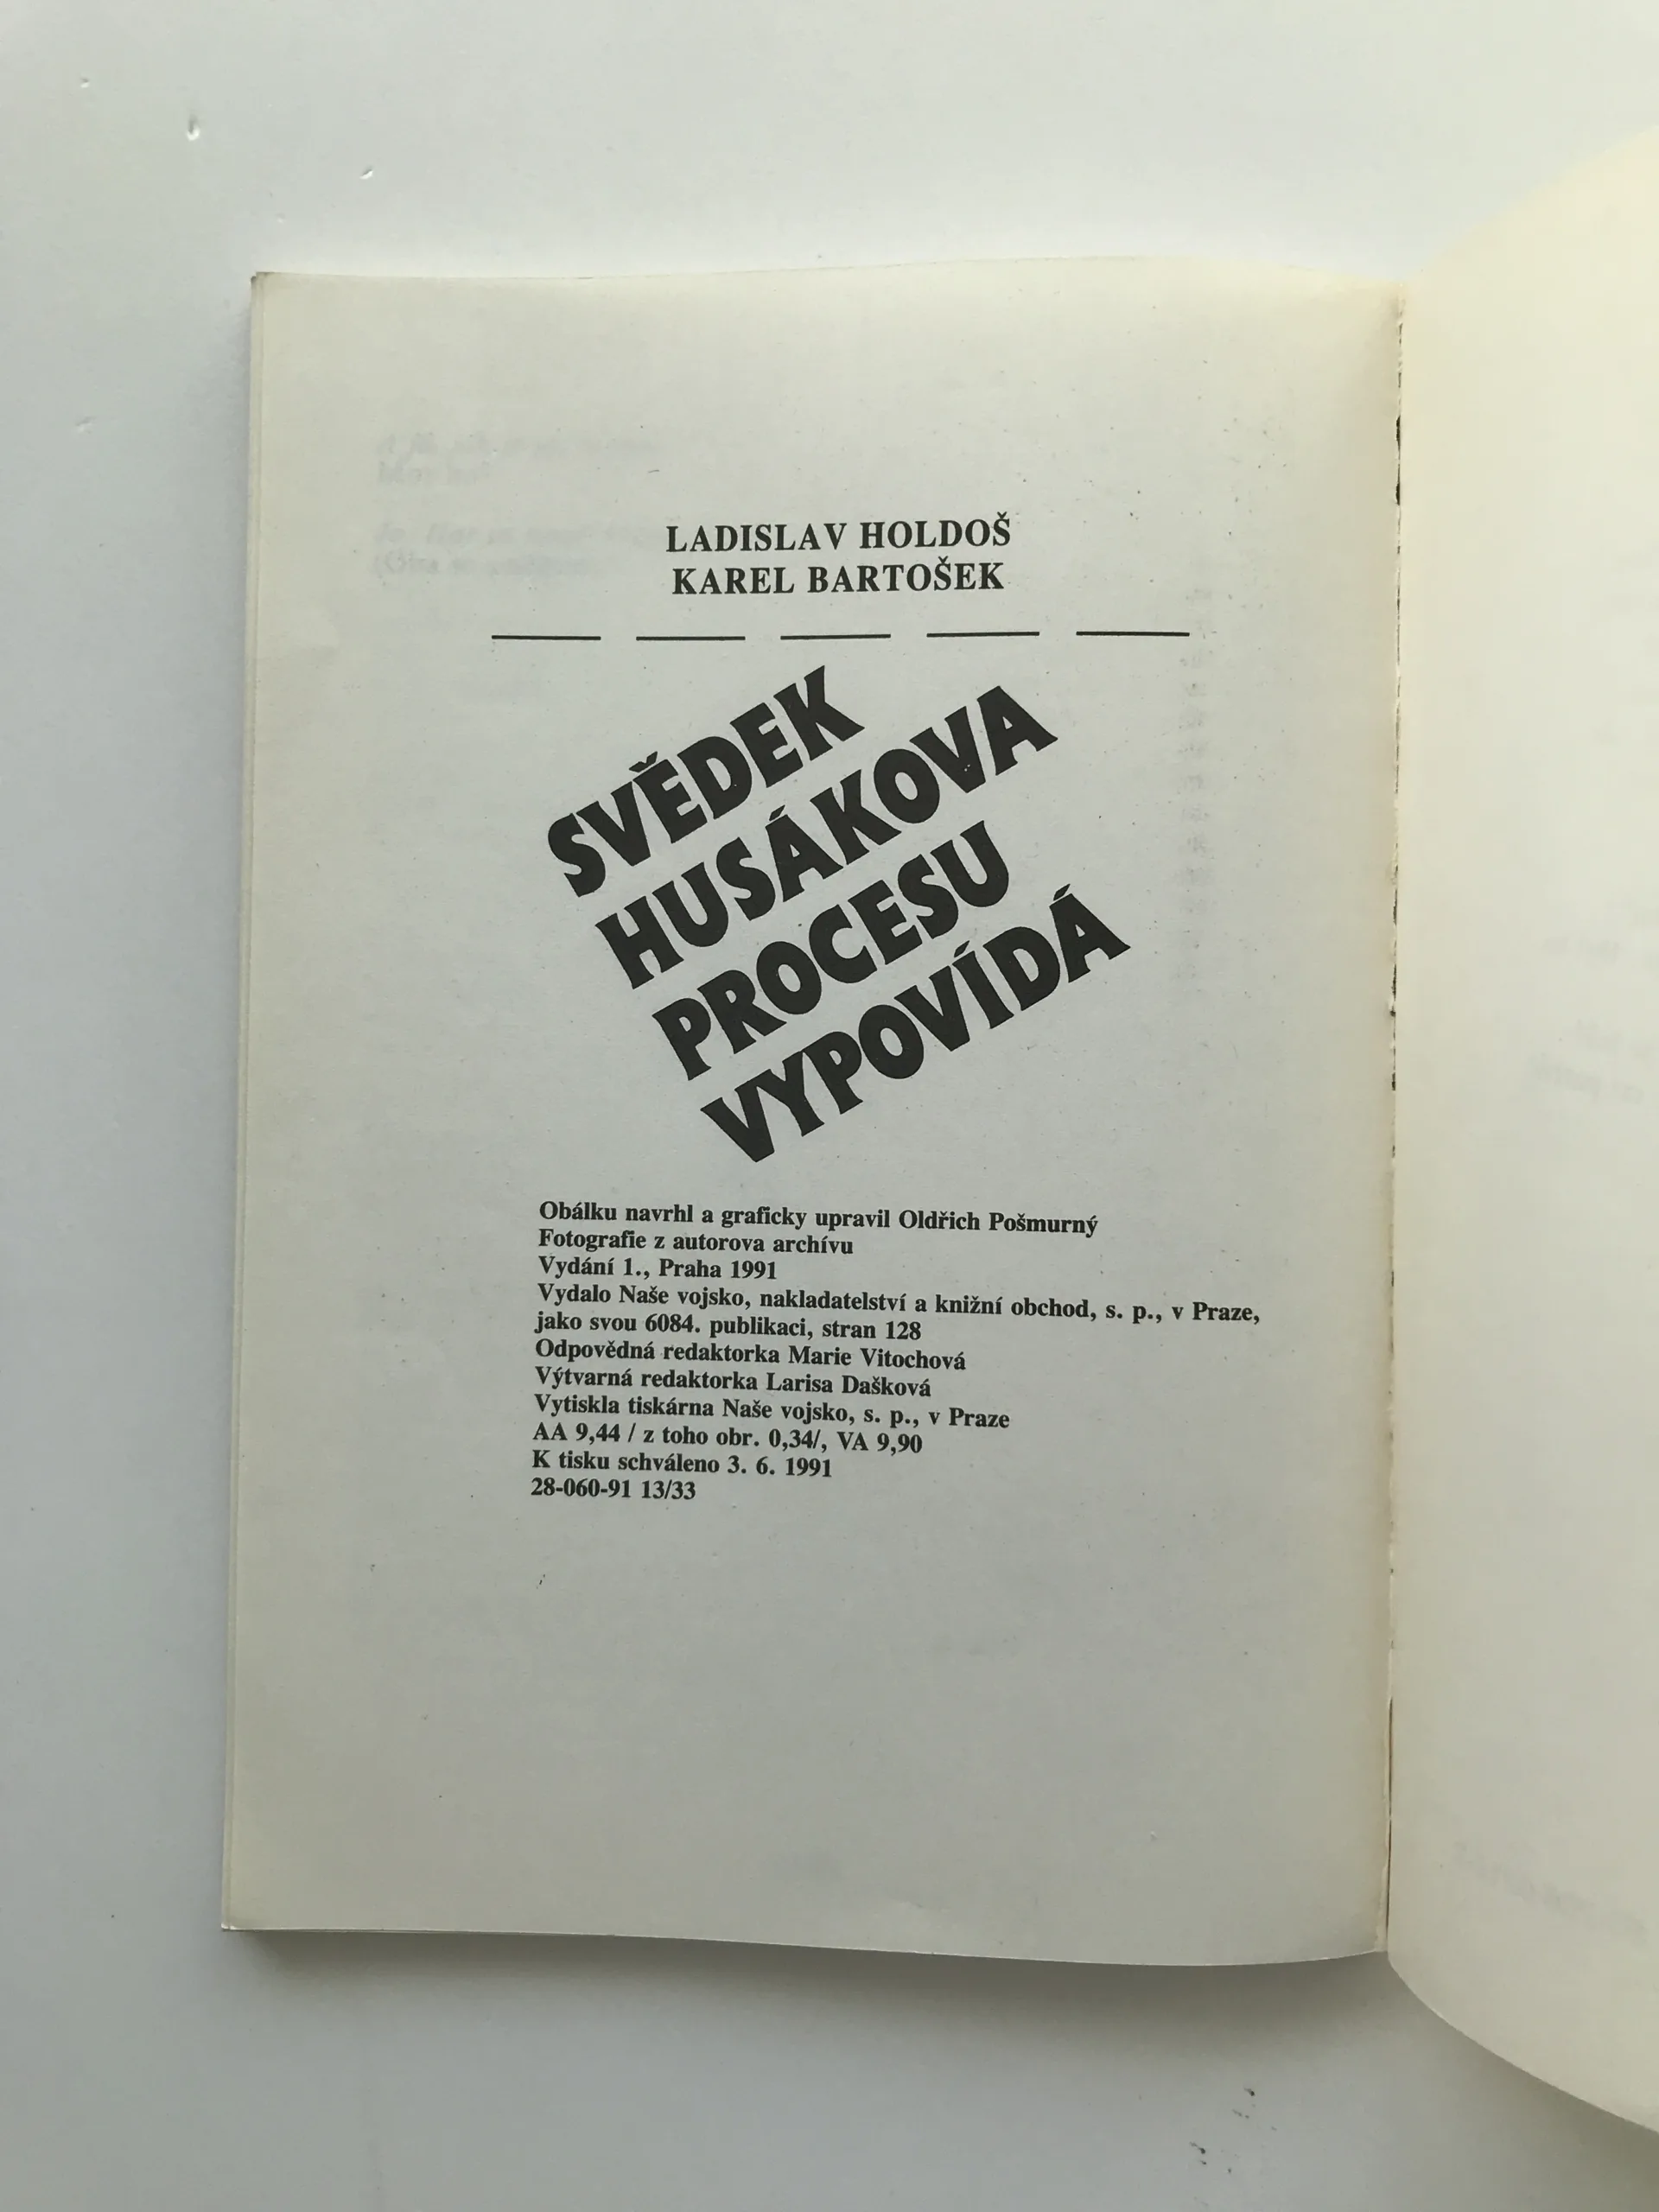 LADISLAV HOLDOŠ
KAREL BARTOŠEK
SVĚDEK
HUSÁKOVA
PROCESU
VYPOVÍDÁ
Obálku navrhl a graficky upravil Oldřich Pošmurný
Fotografie z autorova archívu
Vydání 1., Praha 1991
Vydalo Naše vojsko, nakladatelství a knižní obchod, s. p., v Praze,
jako svou 6084. publikaci, stran 128
Odpovědná redaktorka Marie Vitochová
Výtvarná redaktorka Larisa Dašková
Vytiskla tiskárna Naše vojsko, s. p., v Praze
AA 9,44 / z toho obr. 0,34/, VA 9,90
K tisku schváleno 3. 6. 1991
28-060-91 13/33